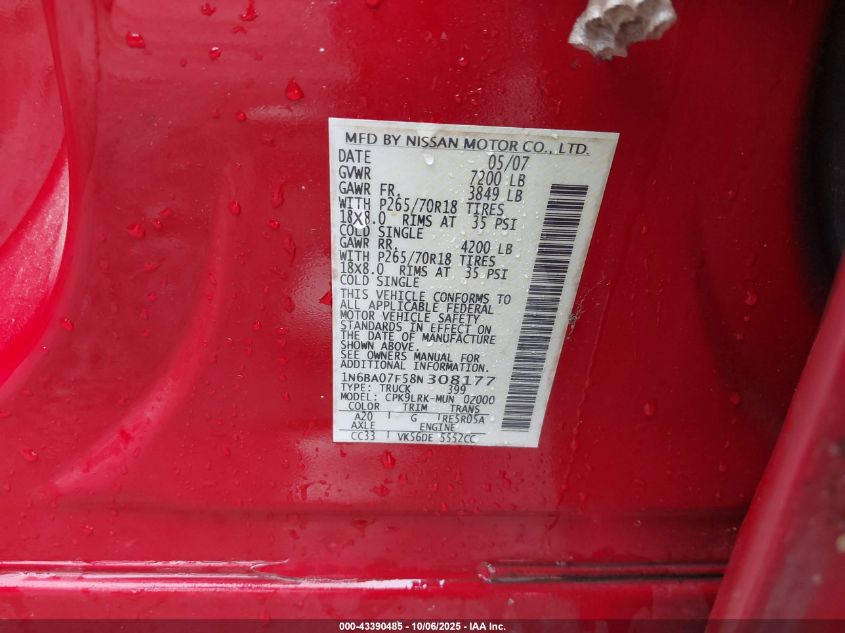 MFD BY NISSAN MOTOR CO., LTD.
DATE 05/07
GVWR 7200 LB
GAWR FR. 3849 LB
WITH P265/70R18 TIRES
18X8.0 RIMS AT 35 PSI
COLD SINGLE
GAWR RR. 4200 LB
WITH P265/70R18 TIRES
18X8.0 RIMS AT 35 PSI
COLD SINGLE
THIS VEHICLE CONFORMS TO
ALL APPLICABLE FEDERAL
MOTOR VEHICLE SAFETY
STANDARDS IN EFFECT ON
THE DATE OF MANUFACTURE
SHOWN ABOVE.
SEE OWNERS MANUAL FOR
ADDITIONAL INFORMATION.
1N6BA07F58N308177
TYPE: TRUCK 399
MODEL: CPK9LRK-MUN 02000
COLOR TRIM TRANS
A20 G RE5R05A
AXLE ENGINE
CC33 VK56DE 5552CC
000-43390485 - 10/06/2025 - IAA Inc.